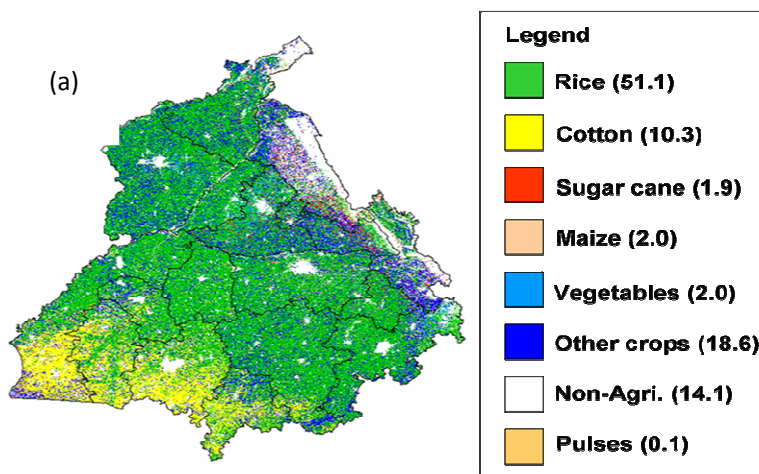 (a)
Legend
Rice (51.1)
Cotton (10.3)
Sugar cane (1.9)
Maize (2.0)
Vegetables (2.0)
Other crops (18.6)
Non-Agri. (14.1)
Pulses (0.1)